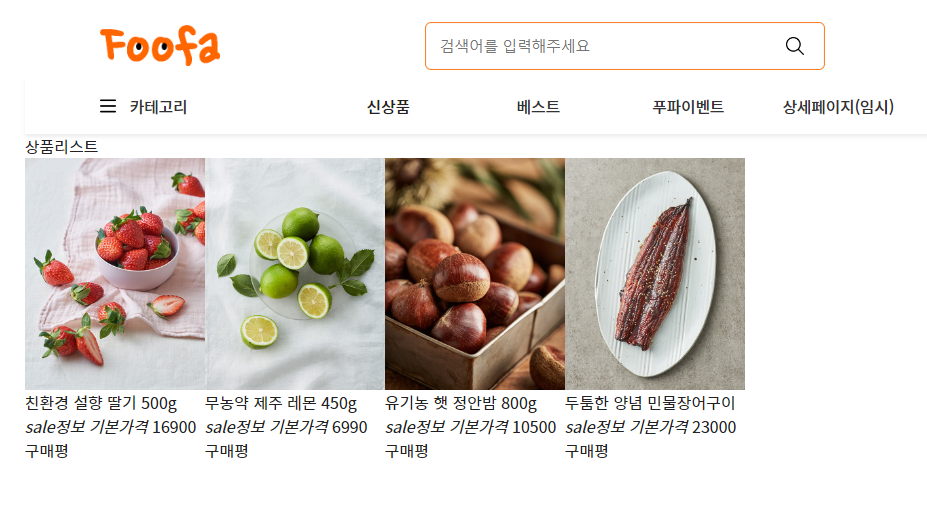 Foofa
검색어를 입력해주세요
카테고리 신상품 베스트 푸파이벤트 상세페이지(임시)
상품리스트
친환경 설향 딸기 500g
sale정보 기본가격 16900
구매평
무농약 제주 레몬 450g
sale정보 기본가격 6990
구매평
유기농 햇 정안밤 800g
sale정보 기본가격 10500
구매평
두툼한 양념 민물장어구이
sale정보 기본가격 23000
구매평